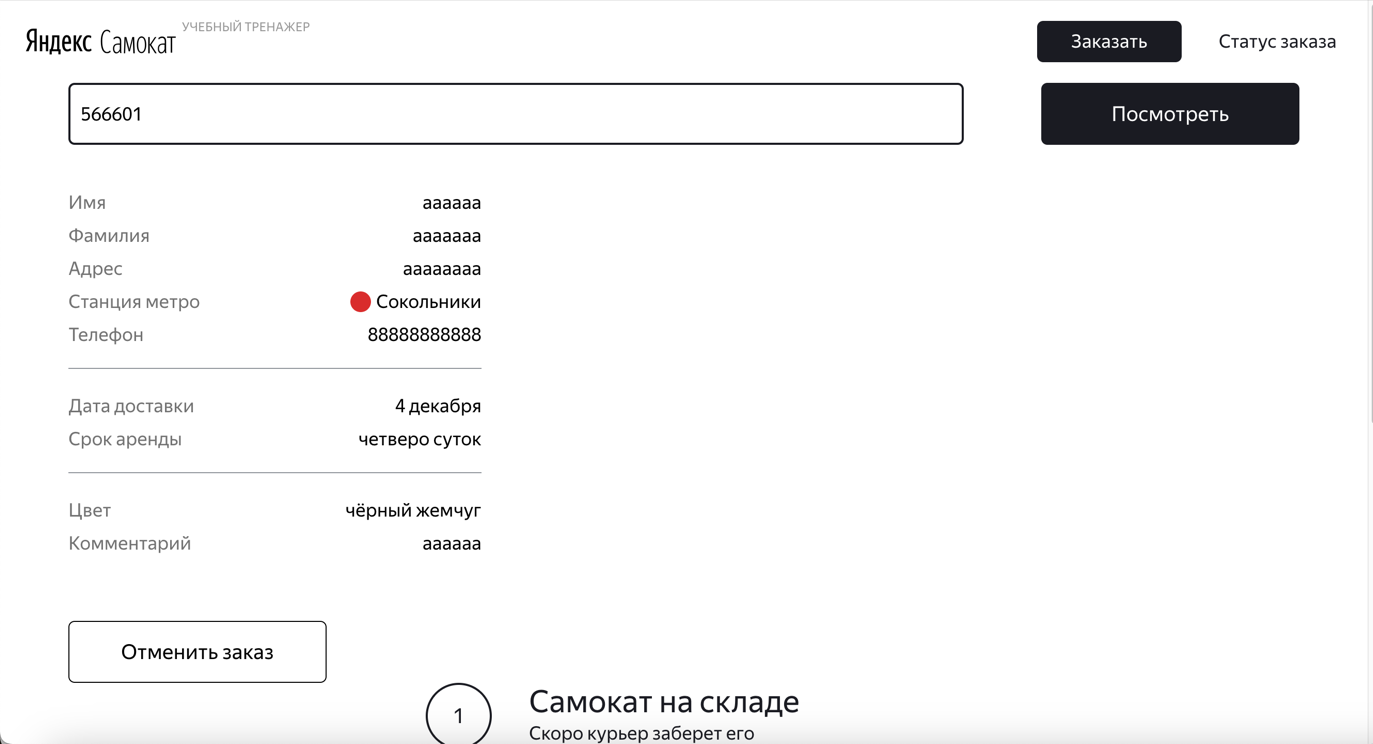 Яндекс Самокат УЧЕБНЫЙ ТРЕНАЖЕР
Заказать Статус заказа
566601 Посмотреть
Имя аааааа
Фамилия ааааааа
Адрес аааааааа
Станция метро Сокольники
Телефон 88888888888
Дата доставки 4 декабря
Срок аренды четверо суток
Цвет чёрный жемчуг
Комментарий аааааа
Отменить заказ
1 Самокат на складе
Скоро курьер заберет его